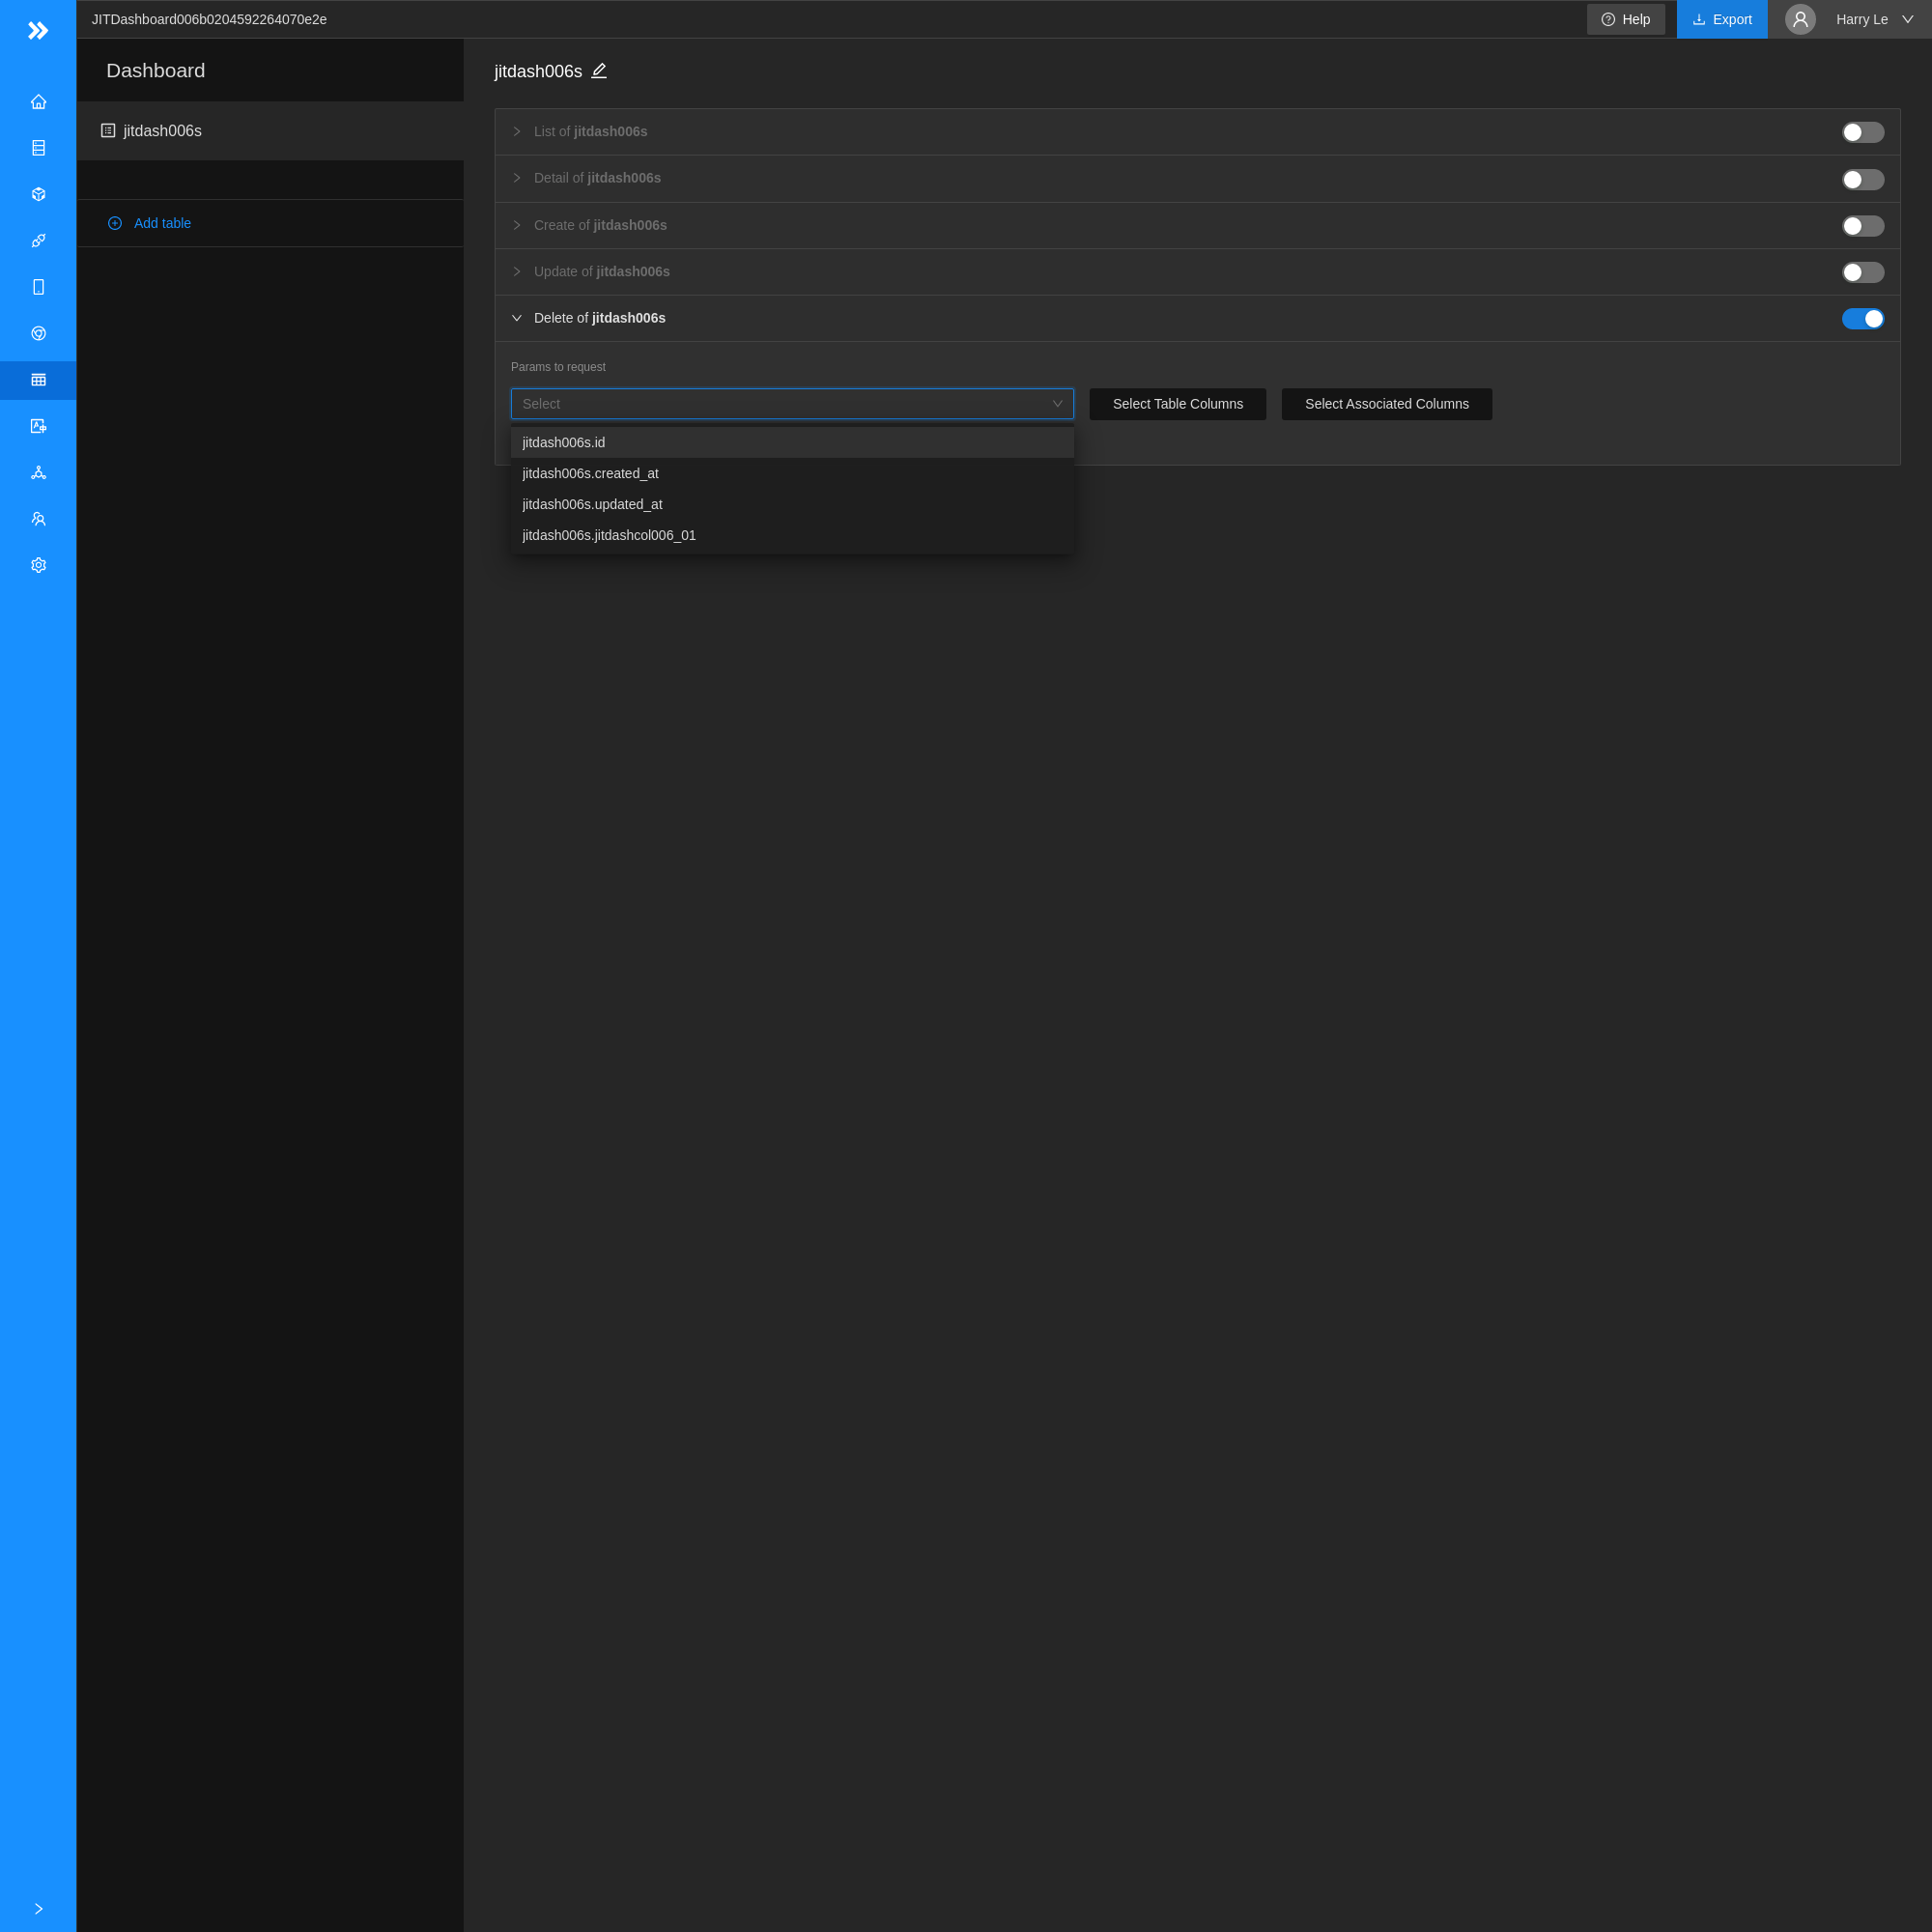 JITDashboard006b0204592264070e2e
Help
Export
Harry Le
Dashboard
jitdash006s
Add table
jitdash006s
List of jitdash006s
Detail of jitdash006s
Create of jitdash006s
Update of jitdash006s
Delete of jitdash006s
Params to request
Select
Select Table Columns
Select Associated Columns
jitdash006s.id
jitdash006s.created_at
jitdash006s.updated_at
jitdash006s.jitdashcol006_01